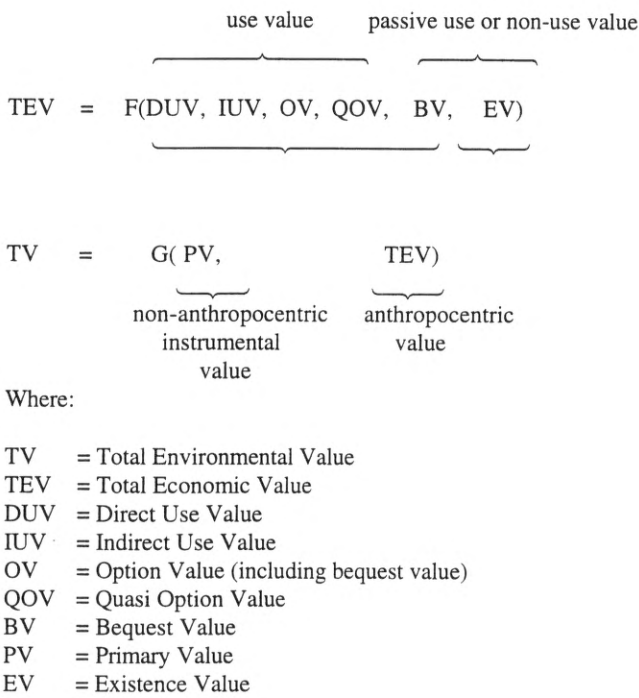 use value passive use or non-use value
TEV = F(DUV, IUV, OV, QOV, BV, EV)
TV = G( PV, TEV)
non-anthropocentric anthropocentric
instrumental value
value
Where:
TV = Total Environmental Value
TEV = Total Economic Value
DUV = Direct Use Value
IUV = Indirect Use Value
OV = Option Value (including bequest value)
QOV = Quasi Option Value
BV = Bequest Value
PV = Primary Value
EV = Existence Value